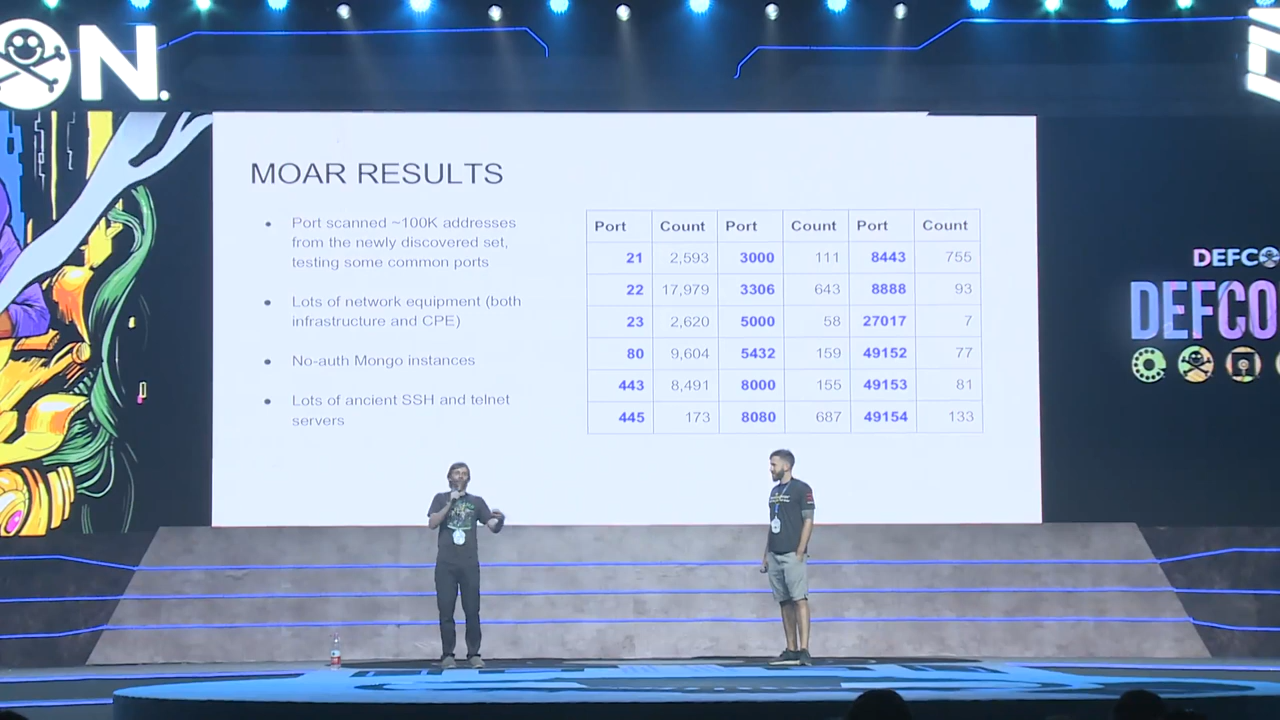 ON.
MOAR RESULTS
● Port scanned ~100K addresses
from the newly discovered set,
testing some common ports
● Lots of network equipment (both
infrastructure and CPE)
● No-auth Mongo instances
● Lots of ancient SSH and telnet
servers
Port Count Port Count Port Count
21 2,593 3000 111 8443 755
22 17,979 3306 643 8888 93
23 2,620 5000 58 27017 7
80 9,604 5432 159 49152 77
443 8,491 8000 155 49153 81
445 173 8080 687 49154 133
DEFCO
DEFCO